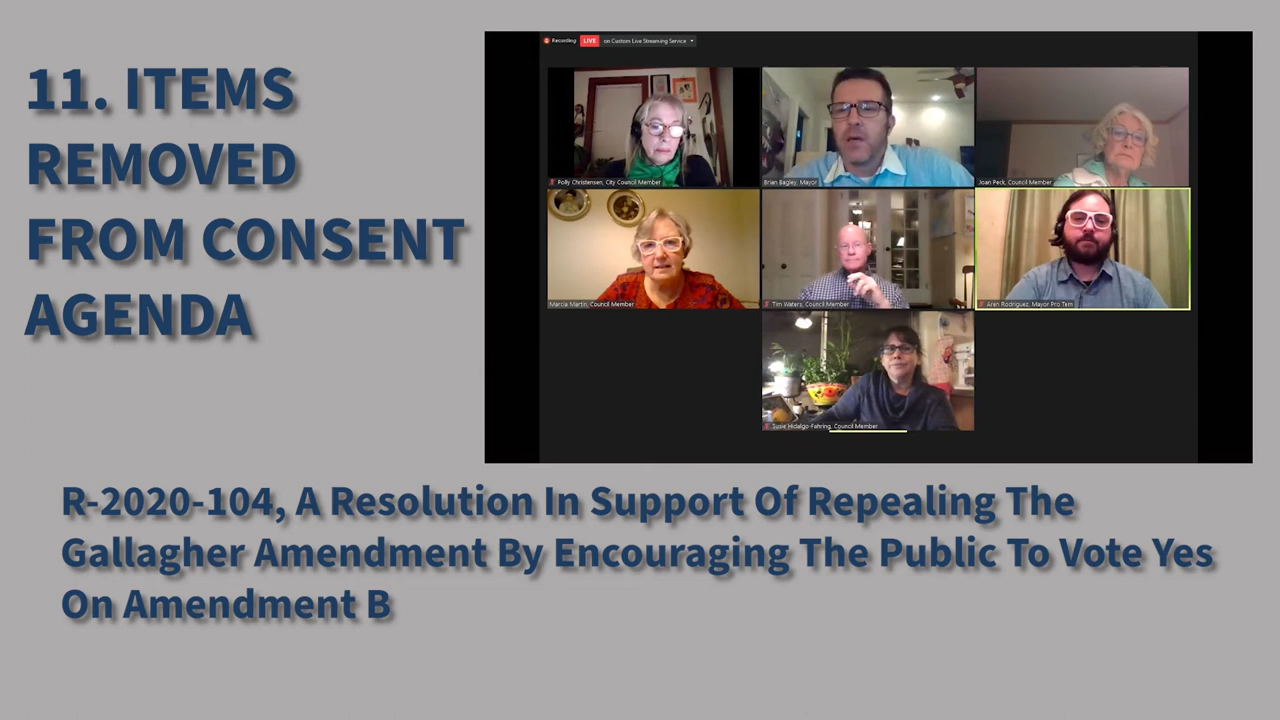 11. ITEMS
REMOVED
FROM CONSENT
AGENDA
Recording LIVE on Custom Live Streaming Service
Polly Christensen, City Council Member
Brian Bagley, Mayor
Joan Peck, Council Member
Marcia Martin, Council Member
Tim Waters, Council Member
Aren Rodriguez, Mayor Pro Tem
Susie Hidalgo-Fahring, Council Member
R-2020-104, A Resolution In Support Of Repealing The
Gallagher Amendment By Encouraging The Public To Vote Yes
On Amendment B